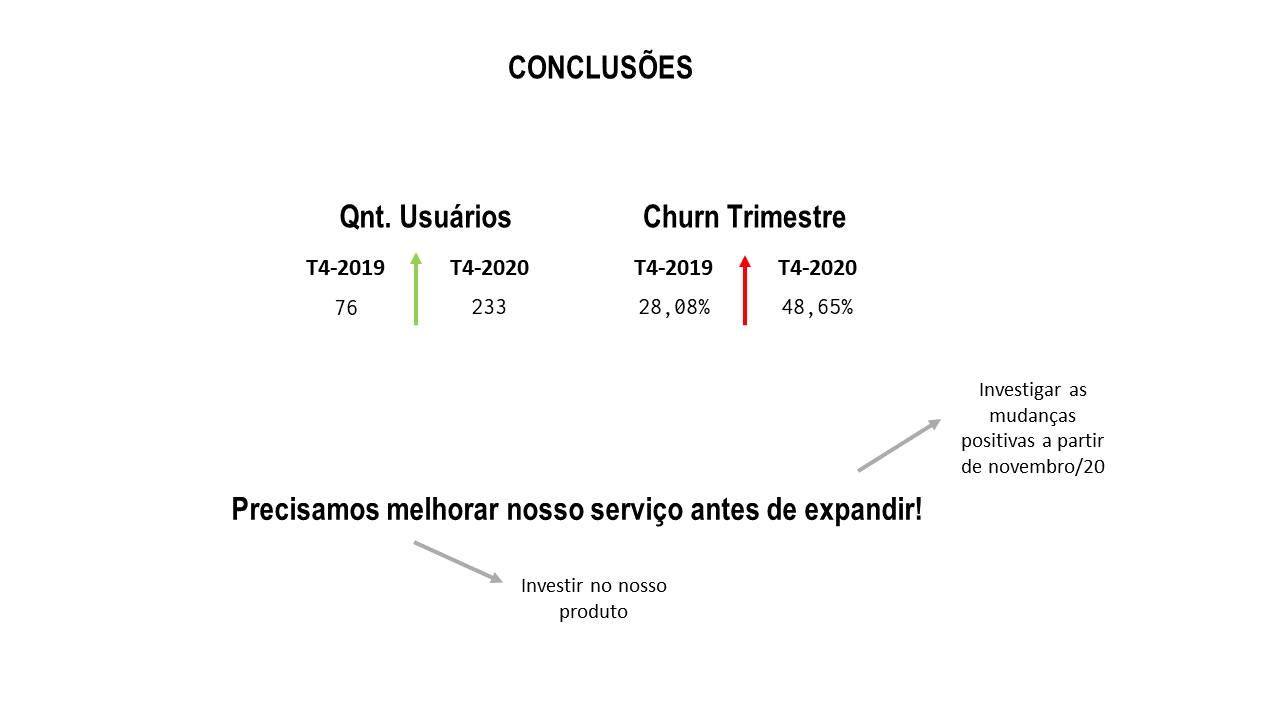 CONCLUSÕES
Qnt. Usuários
T4-2019 T4-2020
76 233
Churn Trimestre
T4-2019 T4-2020
28,08% 48,65%
Investigar as
mudanças
positivas a partir
de novembro/20
Precisamos melhorar nosso serviço antes de expandir!
Investir no nosso
produto